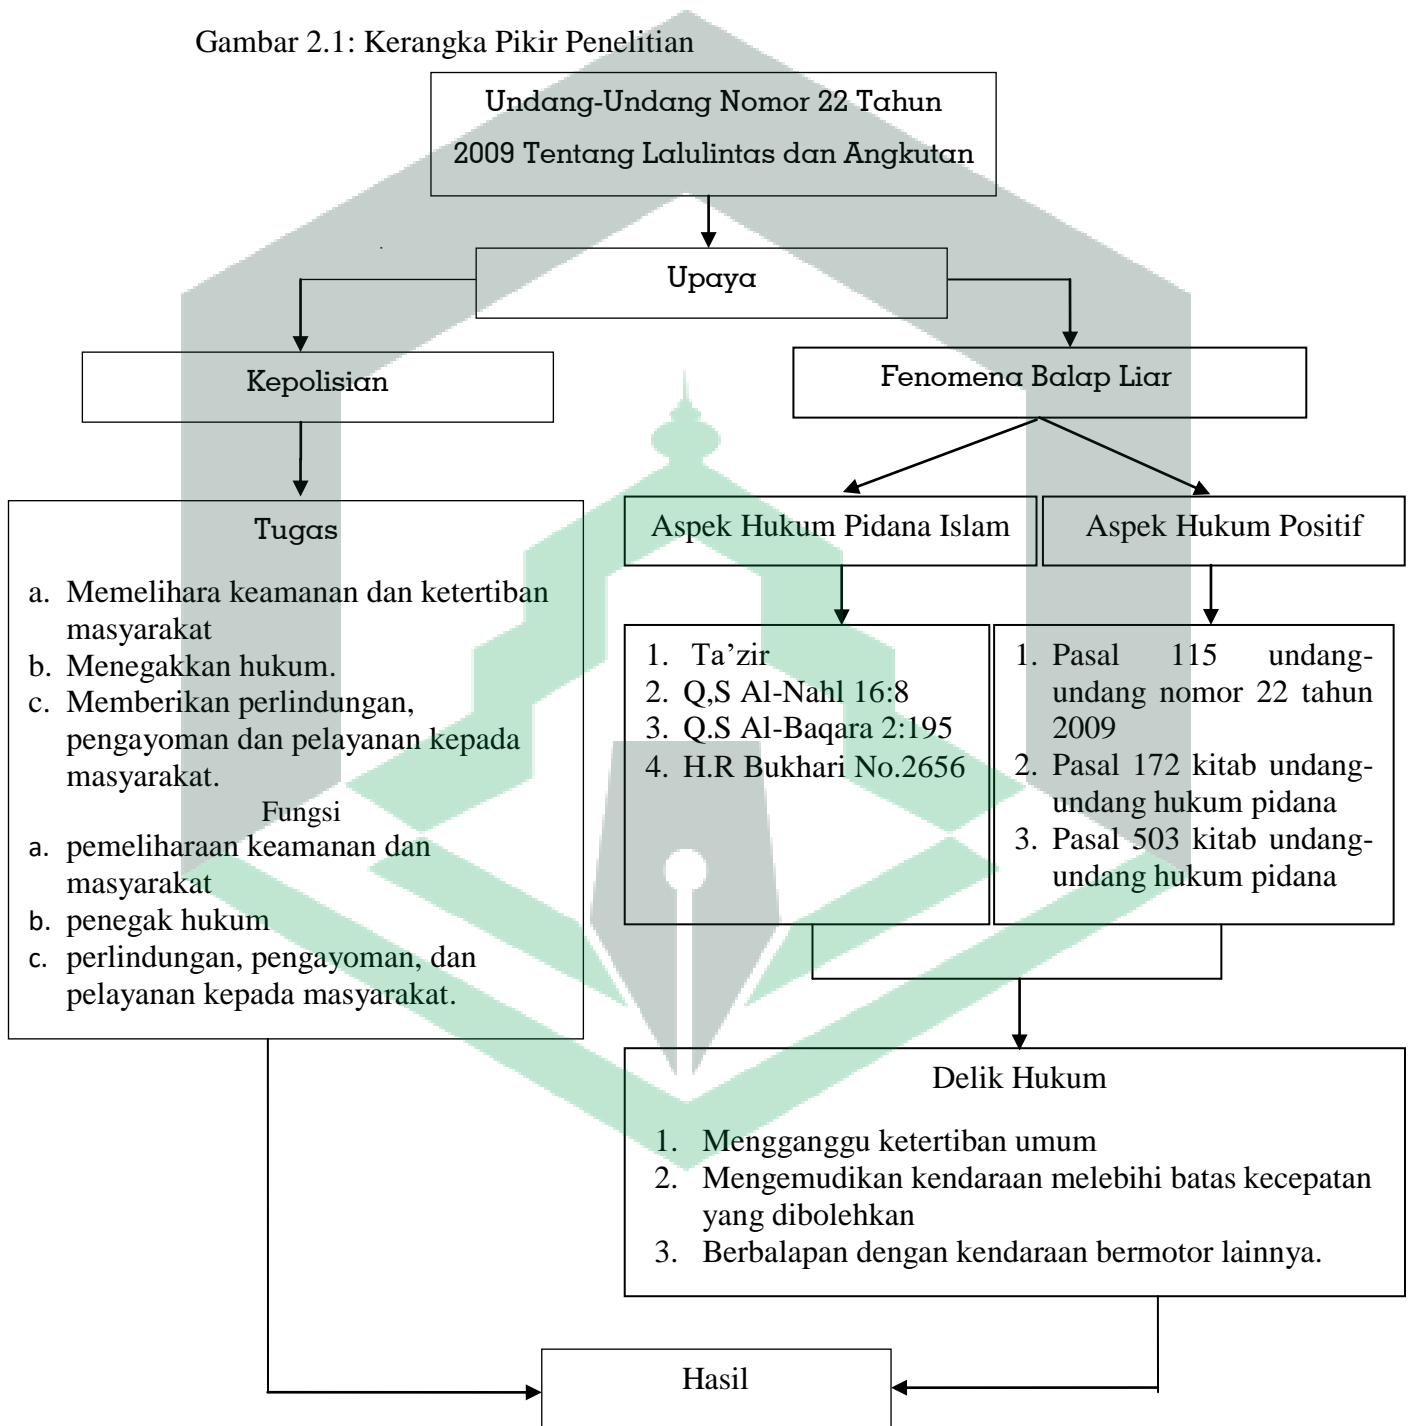 Gambar 2.1: Kerangka Pikir Penelitian
Undang-Undang Nomor 22 Tahun
2009 Tentang Lalulintas dan Angkutan
Upaya
Kepolisian
Fenomena Balap Liar
Tugas
a. Memelihara keamanan dan ketertiban
masyarakat
b. Menegakkan hukum.
c. Memberikan perlindungan,
pengayoman dan pelayanan kepada
masyarakat.
Fungsi
a. pemeliharaan keamanan dan
masyarakat
b. penegak hukum
c. perlindungan, pengayoman, dan
pelayanan kepada masyarakat.
Aspek Hukum Pidana Islam
Aspek Hukum Positif
1. Ta’zir
2. Q,S Al-Nahl 16:8
3. Q.S Al-Baqara 2:195
4. H.R Bukhari No.2656
1. Pasal 115 undang-
undang nomor 22 tahun
2009
2. Pasal 172 kitab undang-
undang hukum pidana
3. Pasal 503 kitab undang-
undang hukum pidana
Delik Hukum
1. Mengganggu ketertiban umum
2. Mengemudikan kendaraan melebihi batas kecepatan
yang dibolehkan
3. Berbalapan dengan kendaraan bermotor lainnya.
Hasil